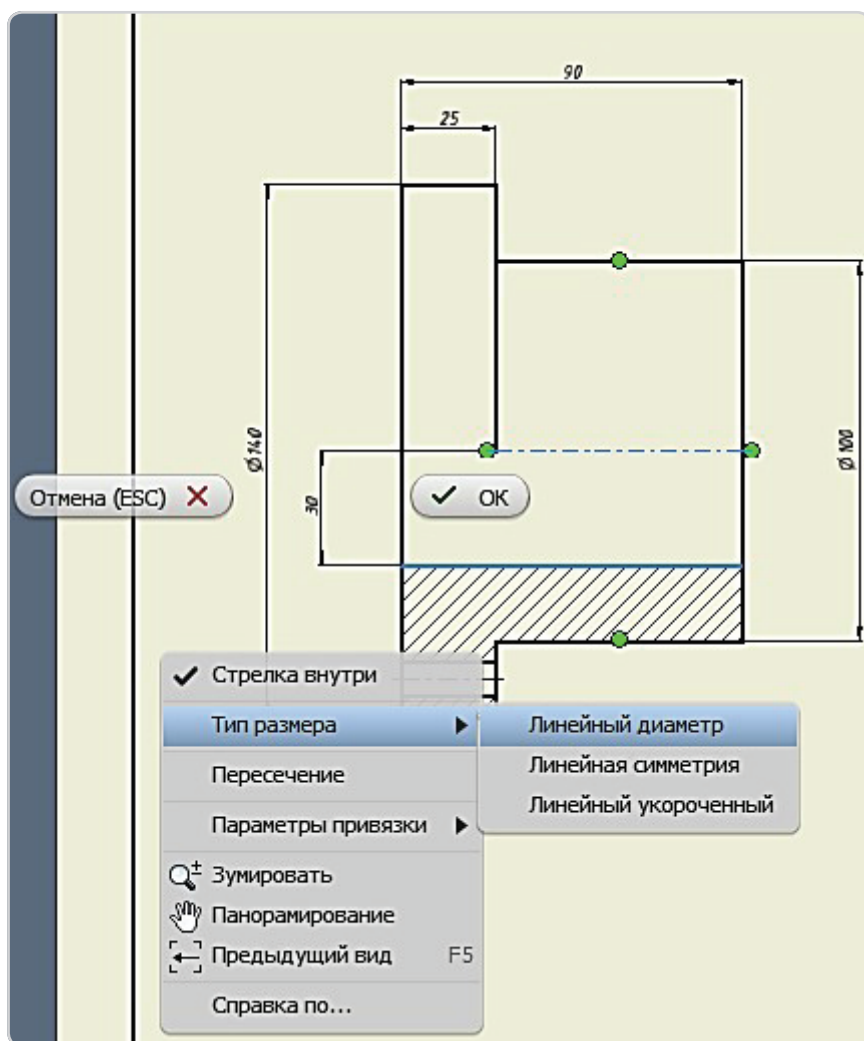 90
25
Ø140
Ø100
30
Отмена (ESC)
OK
Стрелка внутри
Тип размера
Линейный диаметр
Линейная симметрия
Линейный укороченный
Пересечение
Параметры привязки
Зумировать
Панорамирование
Предыдущий вид F5
Справка по...